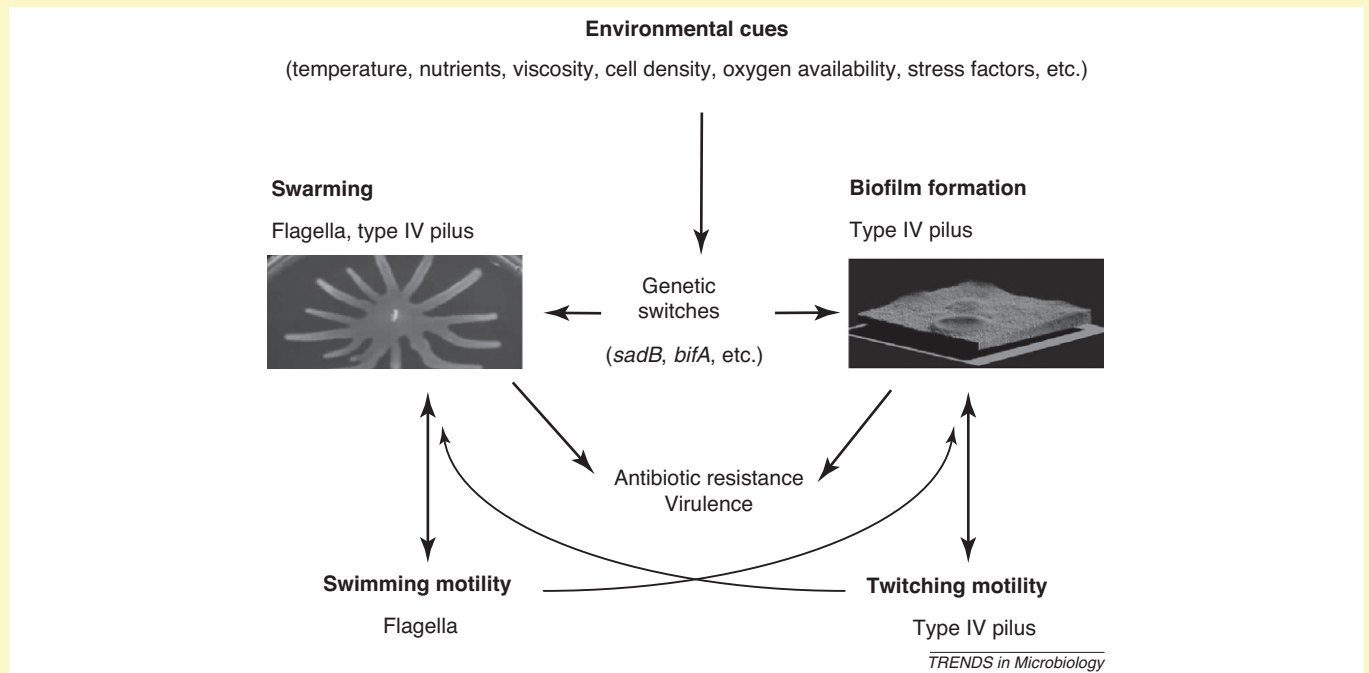 Environmental cues
(temperature, nutrients, viscosity, cell density, oxygen availability, stress factors, etc.)
Swarming
Flagella, type IV pilus
Biofilm formation
Type IV pilus
Genetic
switches
(sadB, bifA, etc.)
Antibiotic resistance
Virulence
Swimming motility
Flagella
Twitching motility
Type IV pilus
TRENDS in Microbiology